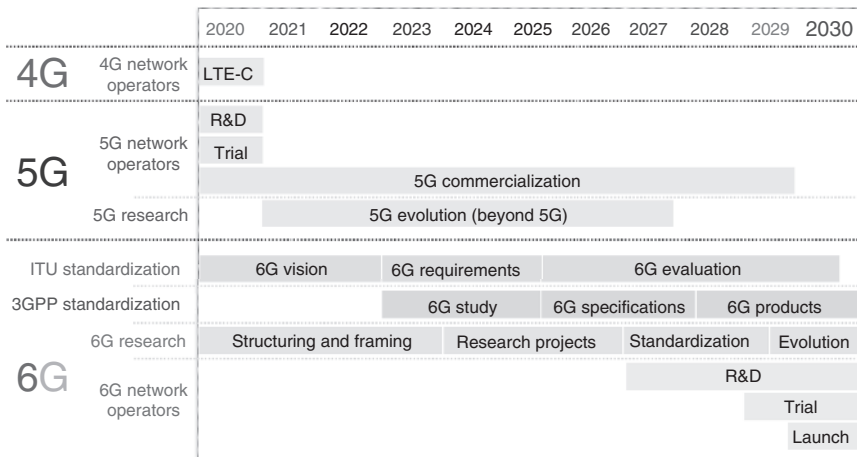 2020 2021 2022 2023 2024 2025 2026 2027 2028 2029 2030
4G
4G network
operators
LTE-C
5G
5G network
operators
R&D
Trial
5G commercialization
5G research
5G evolution (beyond 5G)
ITU standardization
6G vision
6G requirements
6G evaluation
3GPP standardization
6G study
6G specifications
6G products
6G
6G research
Structuring and framing
Research projects
Standardization
Evolution
6G network
operators
R&D
Trial
Launch